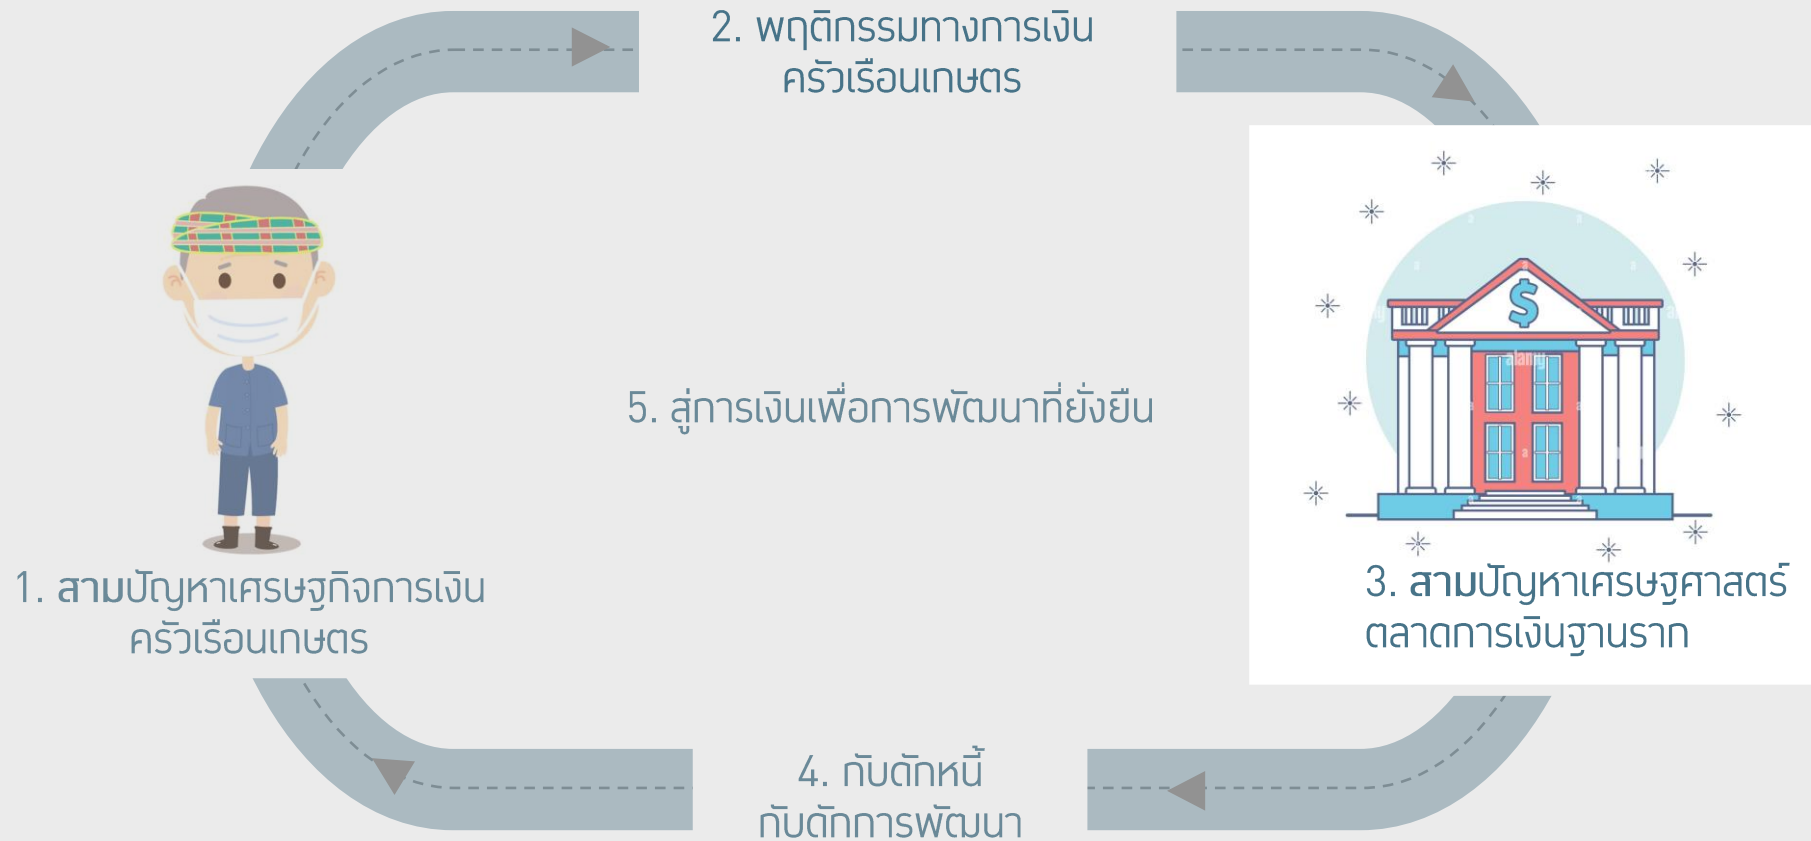 2. พฤติกรรมทางการเงิน
ครัวเรือนเกษตร
$
alamy
5. สู่การเงินเพื่อการพัฒนาที่ยั่งยืน
1. สามปัญหาเศรษฐกิจการเงิน
ครัวเรือนเกษตร
3. สามปัญหาเศรษฐศาสตร์
ตลาดการเงินฐานราก
4. กับดักหนี้
กับดักการพัฒนา